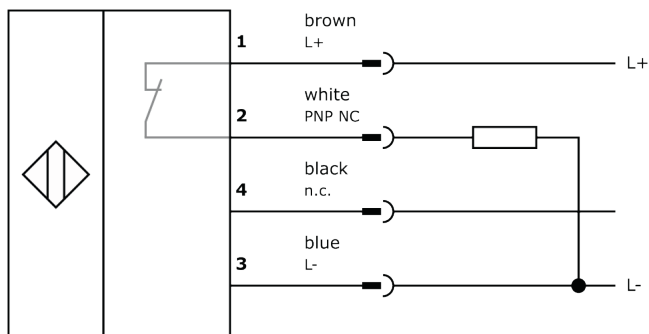 brown
1 L+ L+
white
2 PNP NC
black
4 n.c.
blue
3 L- L-